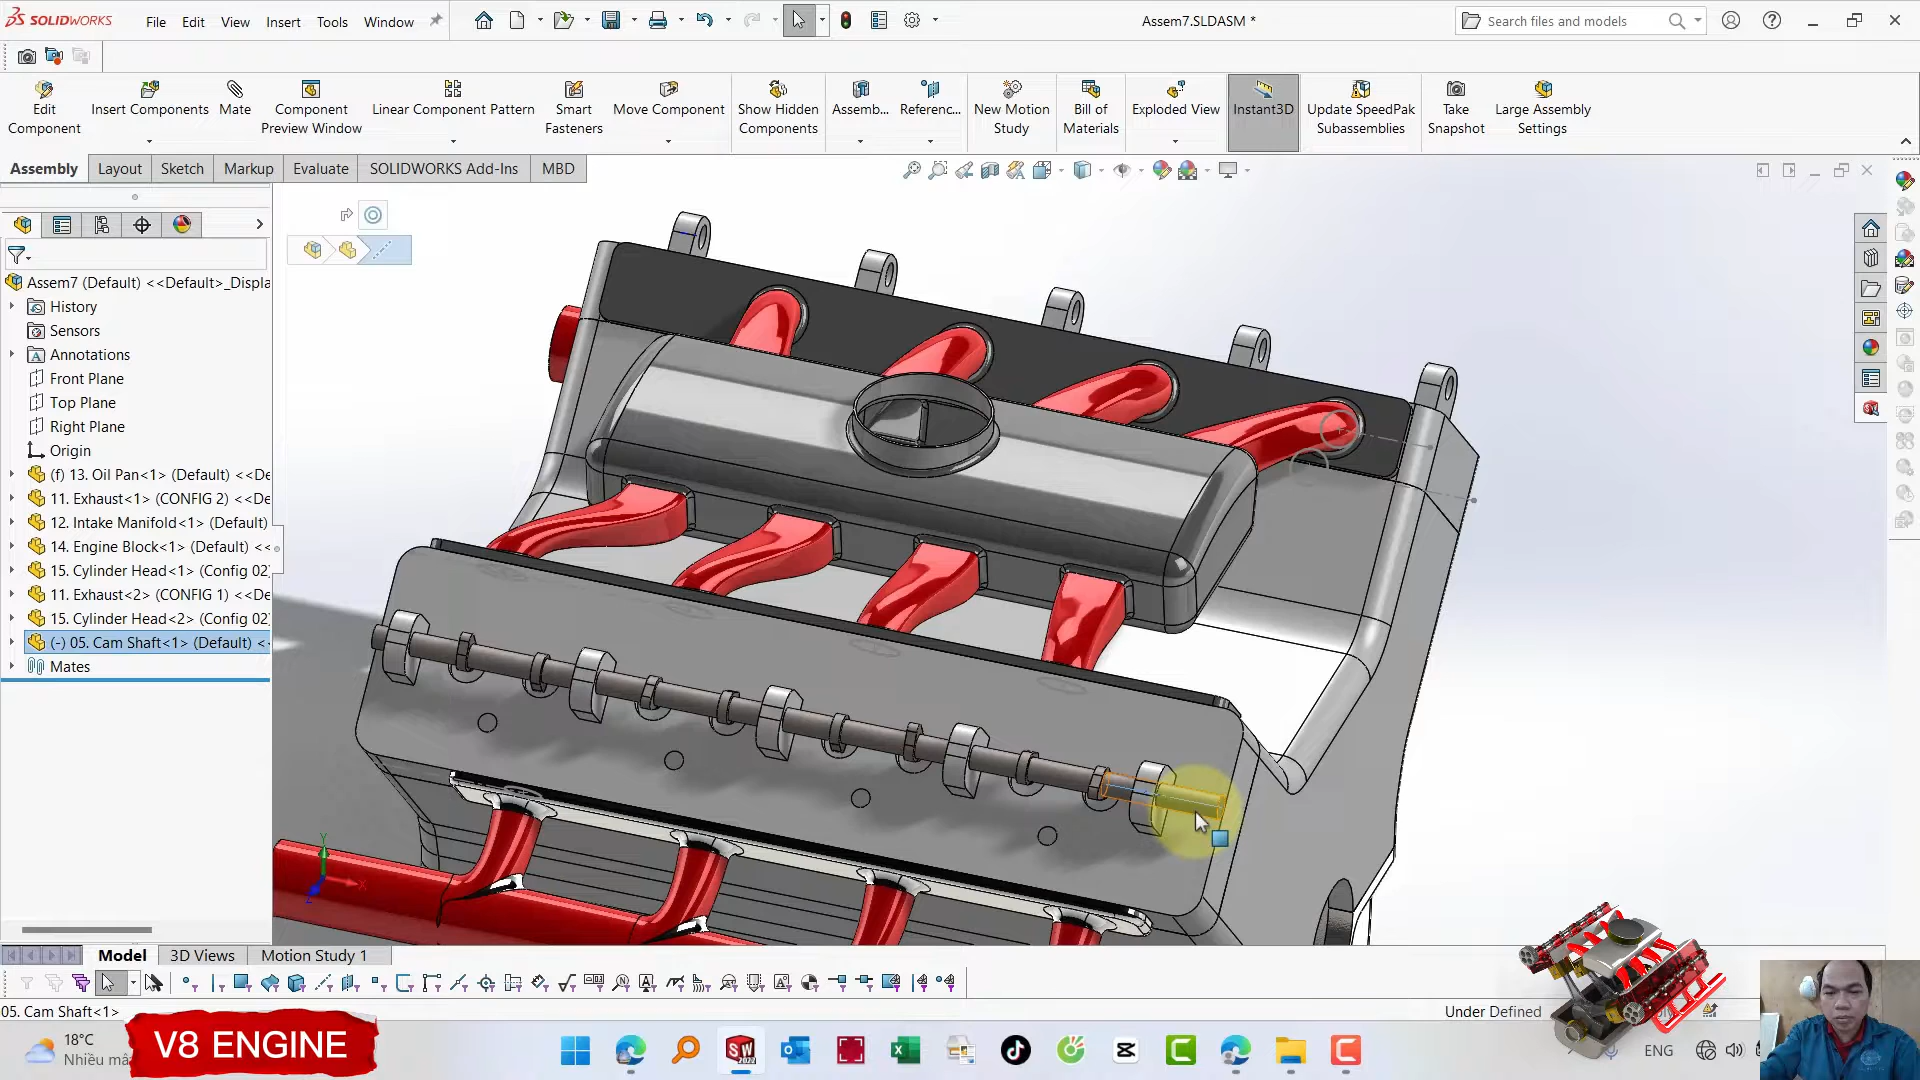 SOLIDWORKS
File Edit View Insert Tools Window
Assem7.SLDASM *
Search files and models
Edit Component
Insert Components
Mate
Component Preview Window
Linear Component Pattern
Smart Fasteners
Move Component
Show Hidden Components
Assemb...
Referenc...
New Motion Study
Bill of Materials
Exploded View
Instant3D
Update SpeedPak Subassemblies
Take Snapshot
Large Assembly Settings
Assembly Layout Sketch Markup Evaluate SOLIDWORKS Add-Ins MBD
Assem7 (Default) <<Default>_Displa
History
Sensors
Annotations
Front Plane
Top Plane
Right Plane
Origin
(f) 13. Oil Pan<1> (Default) <<De
11. Exhaust<1> (CONFIG 2) <<De
12. Intake Manifold<1> (Default)
14. Engine Block<1> (Default) <<
15. Cylinder Head<1> (Config 02)
11. Exhaust<2> (CONFIG 1) <<De
15. Cylinder Head<2> (Config 02)
(-) 05. Cam Shaft<1> (Default) <
Mates
Y
X
Z
Model 3D Views Motion Study 1
05. Cam Shaft<1>
Under Defined
18°C
Nhiều mâ
V8 ENGINE
ENG